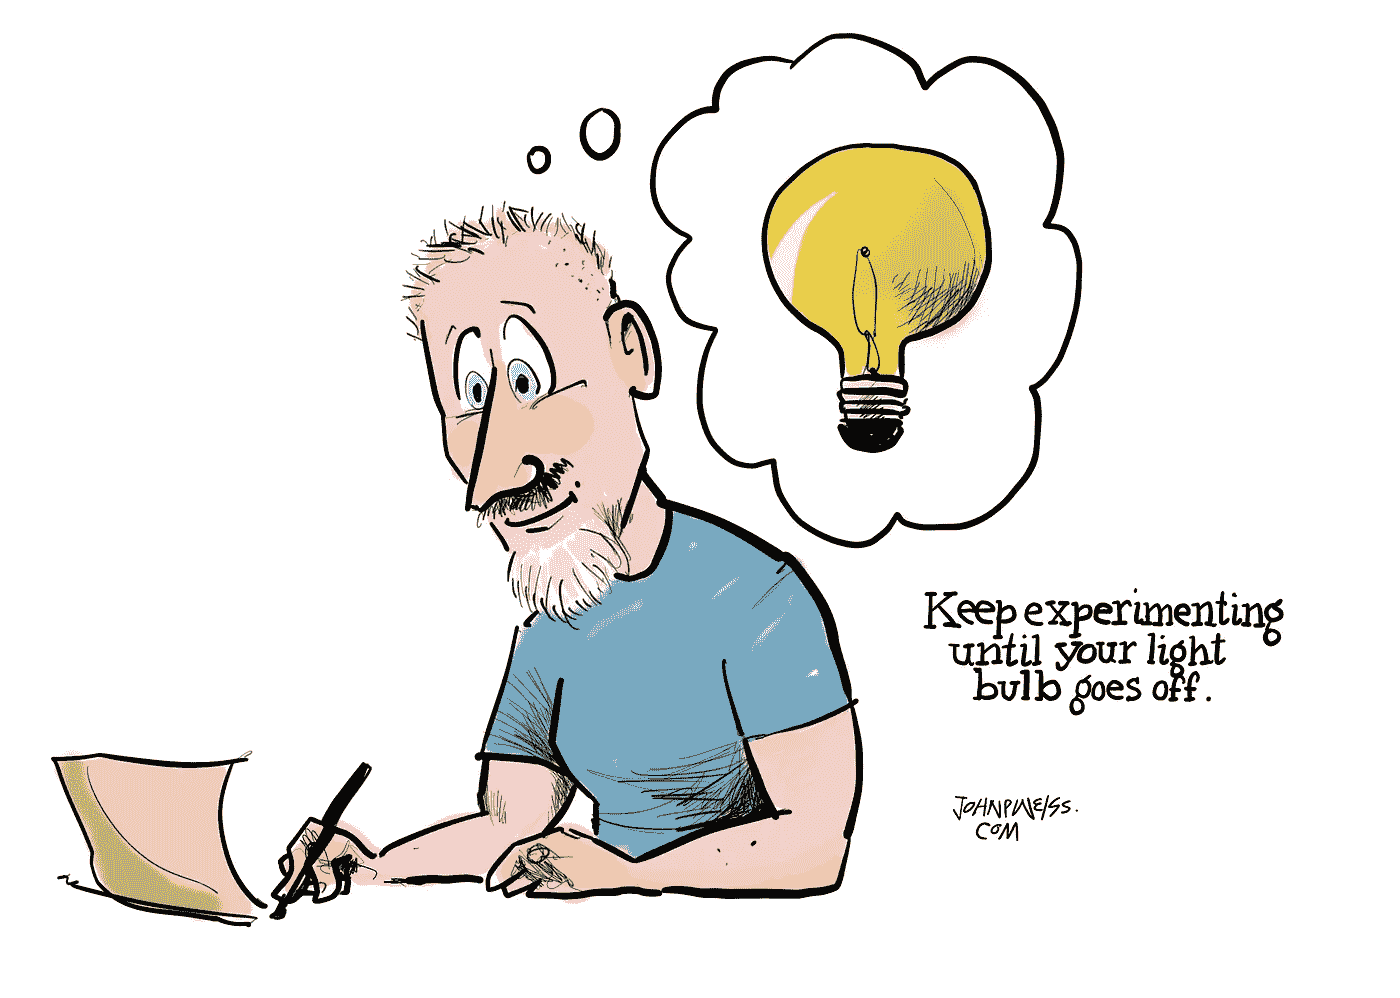 Keep experimenting
until your light
bulb goes off.
JOHNPWEISS.
COM